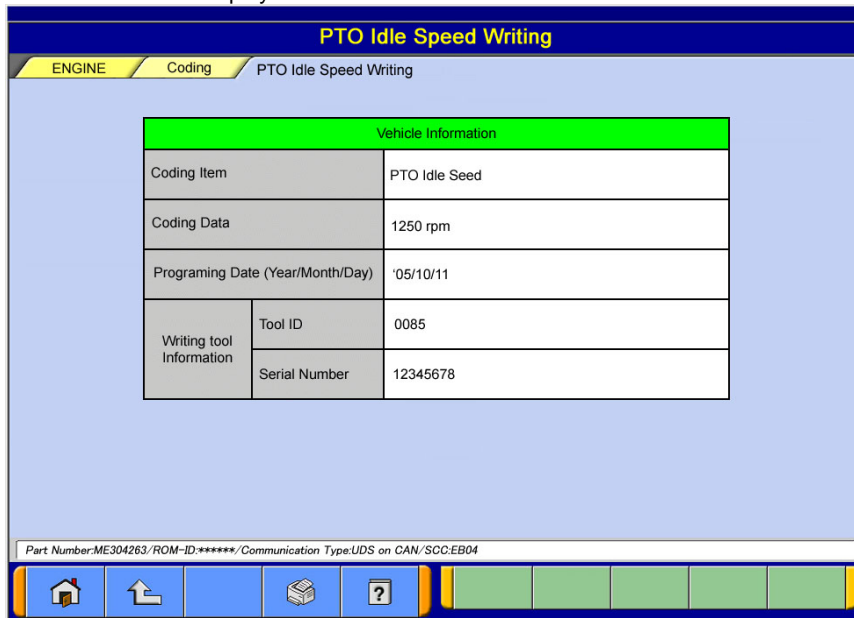 PTO Idle Speed Writing
ENGINE Coding PTO Idle Speed Writing
Vehicle Information
Coding Item PTO Idle Seed
Coding Data 1250 rpm
Programing Date (Year/Month/Day) '05/10/11
Writing tool
Information
Tool ID 0085
Serial Number 12345678
Part Number:ME304263/ROM-ID:******/Communication Type:UDS on CAN/SCC:EB04
?